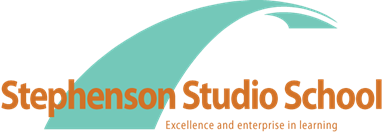 Stephenson Studio School
Excellence and enterprise in learning